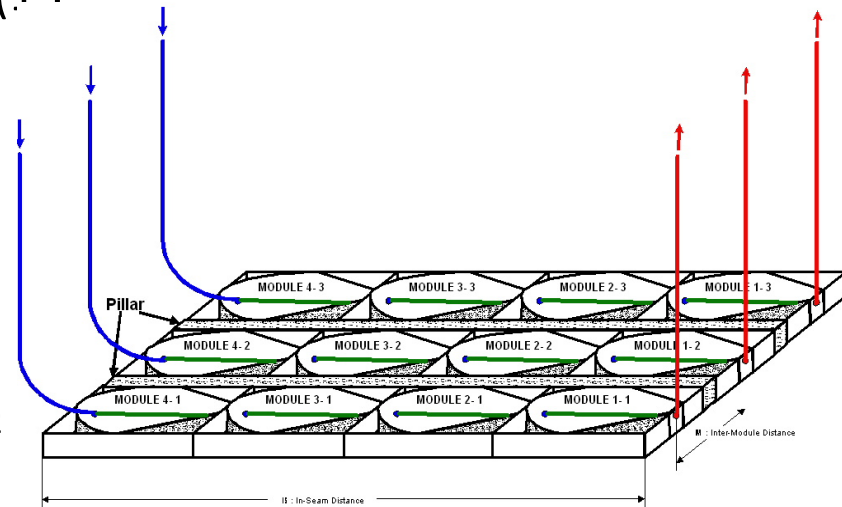 MODULE 4- 3 MODULE 3- 3 MODULE 2- 3 MODULE 1- 3
Pillar
MODULE 4- 2 MODULE 3- 2 MODULE 2- 2 MODULE 1- 2
MODULE 4- 1 MODULE 3- 1 MODULE 2- 1 MODULE 1- 1
M : Inter-Module Distance
IS : In-Seam Distance